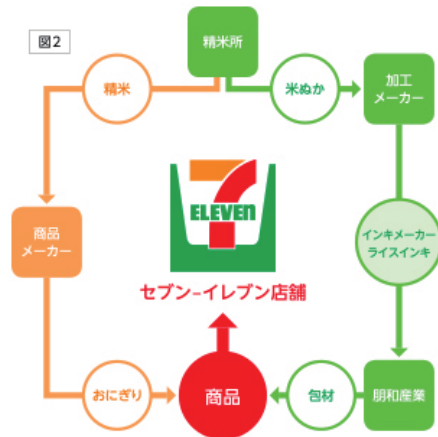 図2
精米所
精米
米ぬか
加工
メーカー
商品
メーカー
7
ELEVEN
インキメーカー
ライスインキ
セブン-イレブン店舗
おにぎり
商品
包材
朋和産業